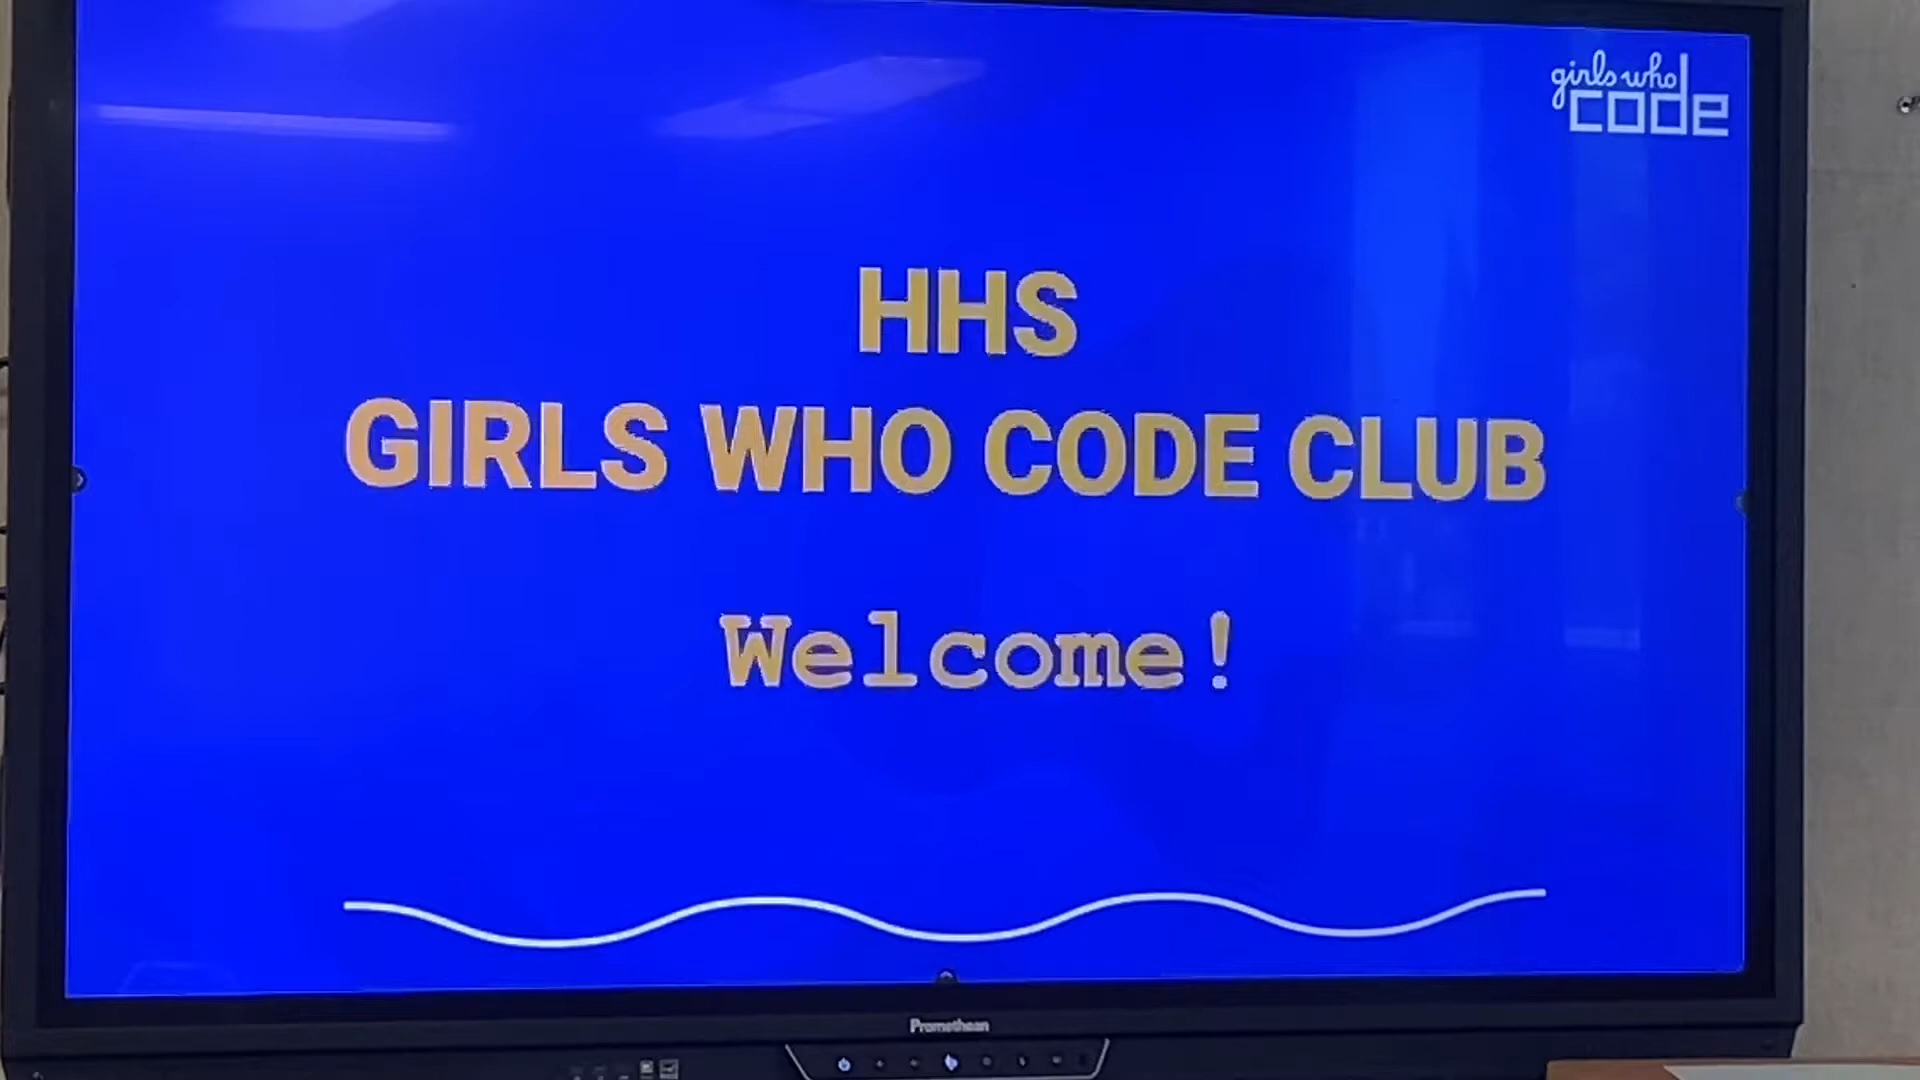 girls who
code
HHS
GIRLS WHO CODE CLUB
Welcome!
Promethean